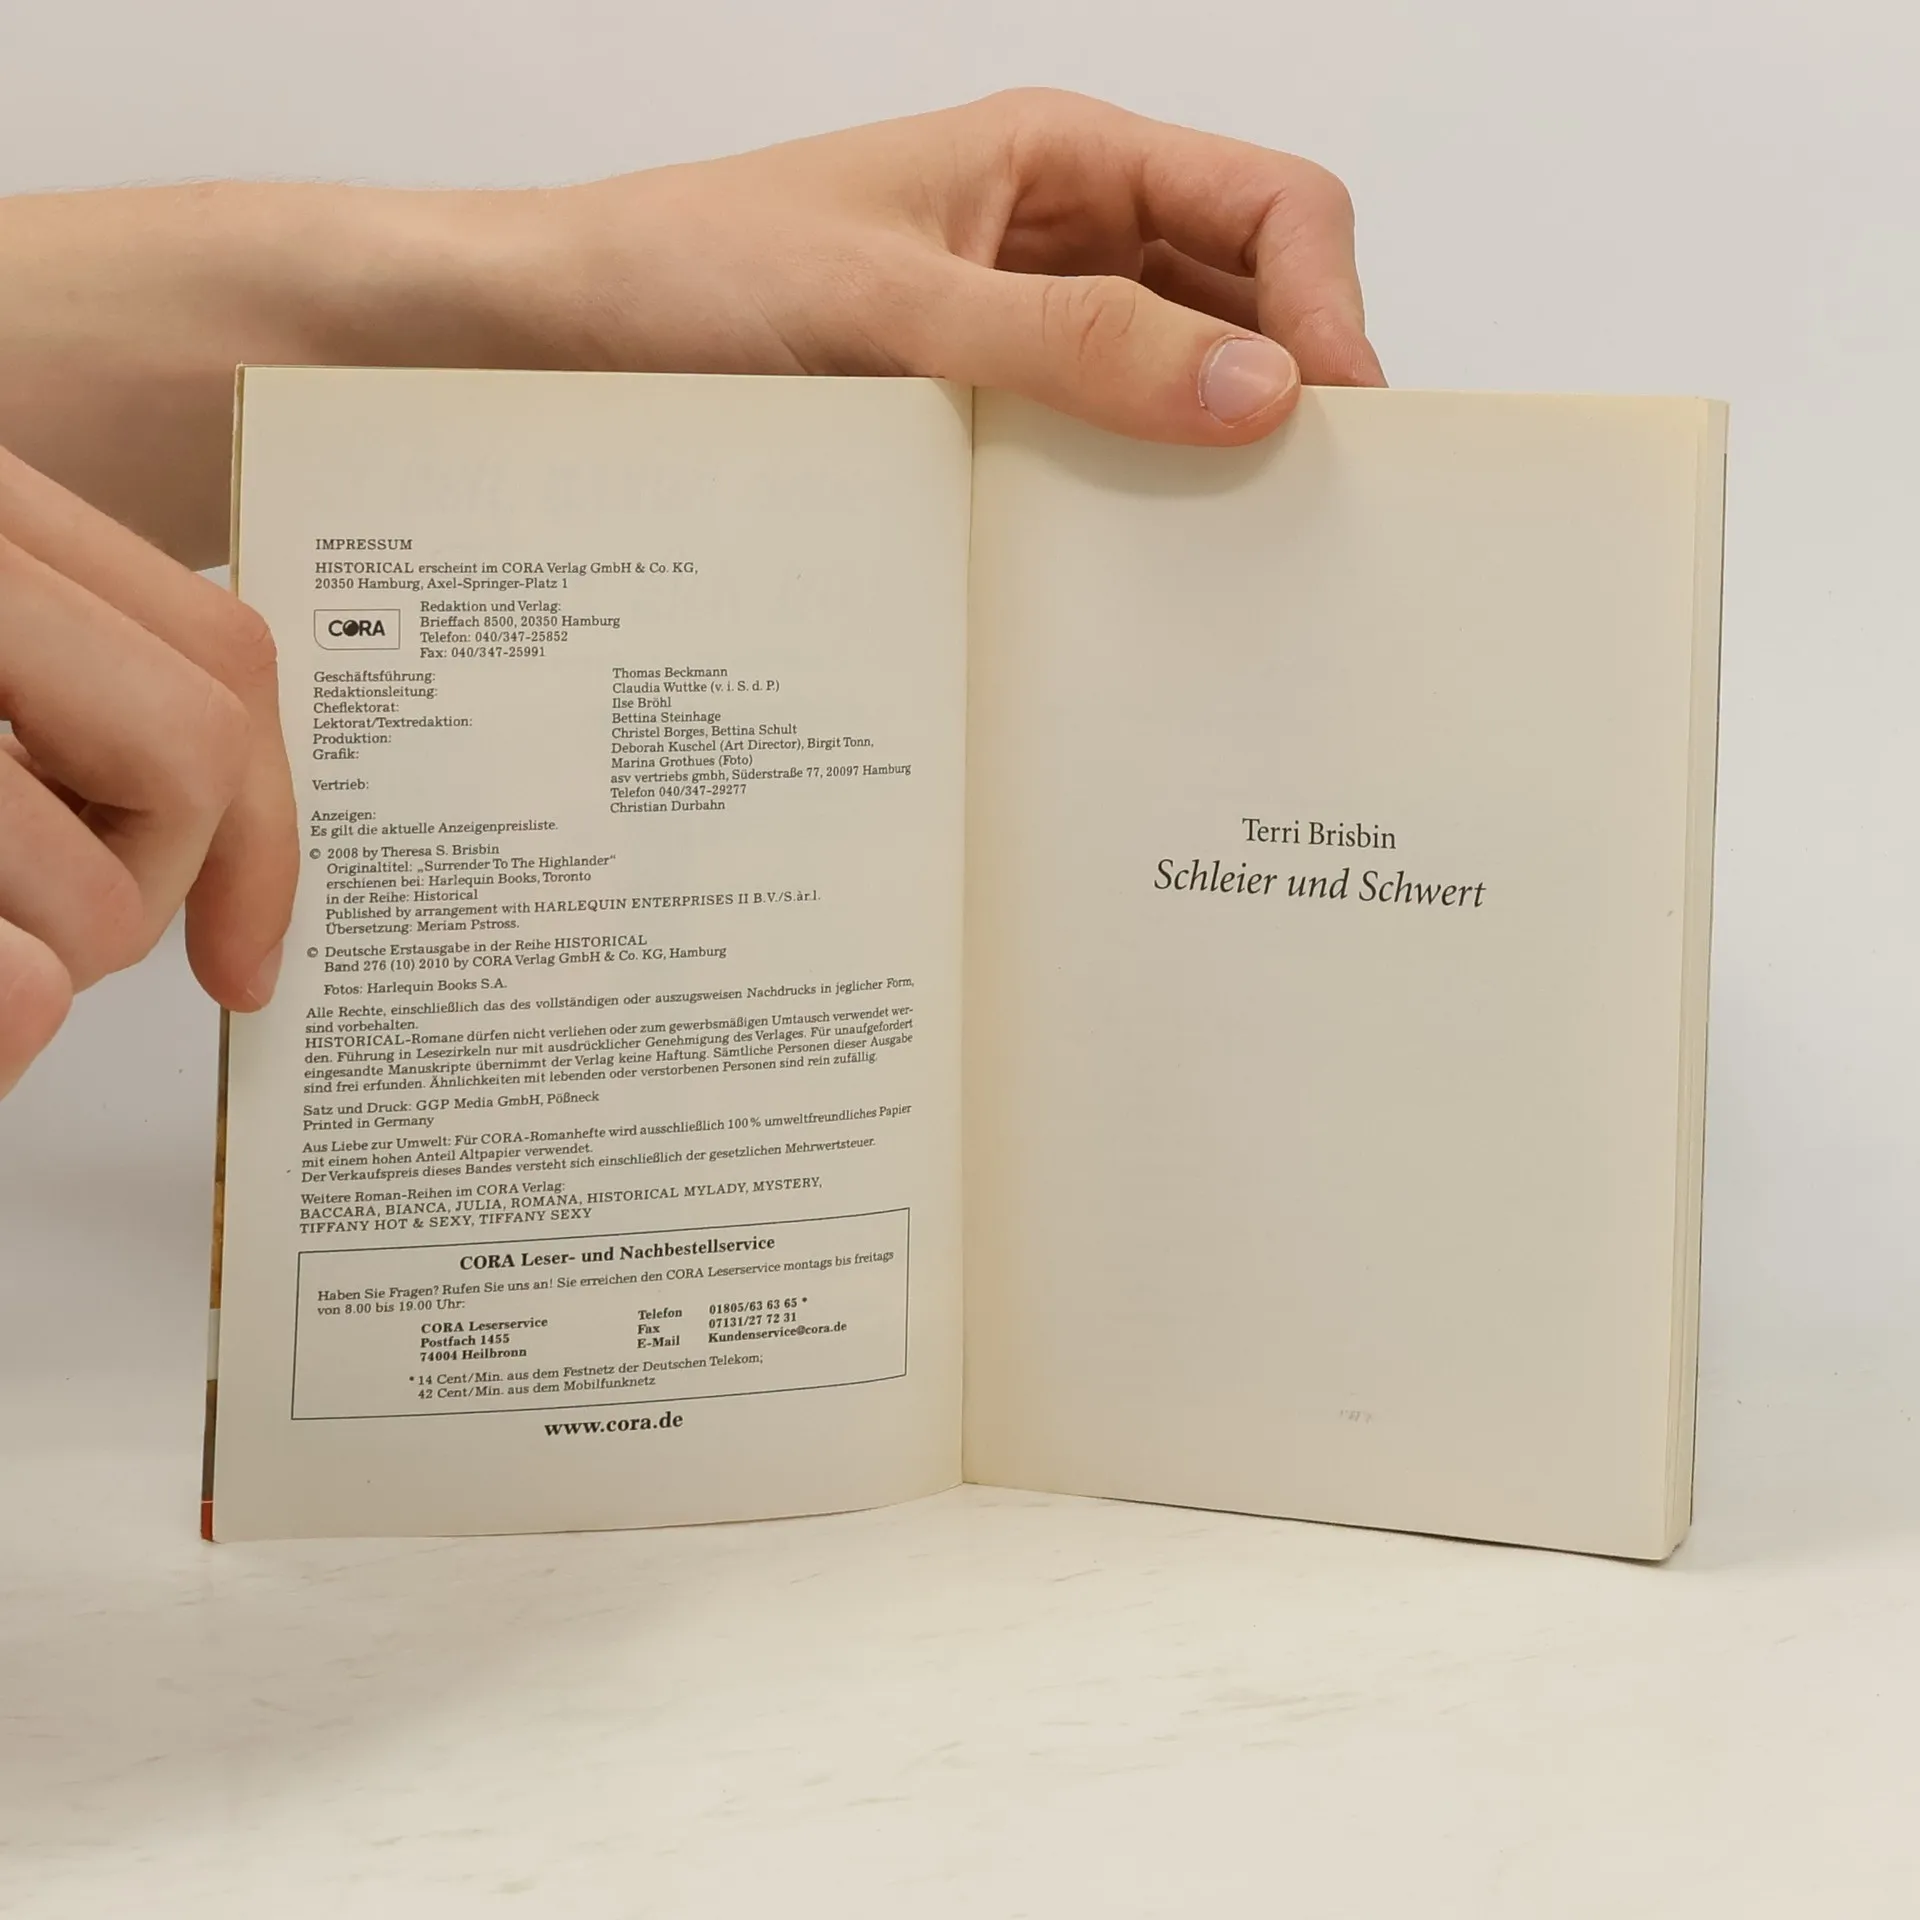 IMPRESSUM
HISTORICAL erscheint im CORA Verlag GmbH & Co. KG,
20350 Hamburg, Axel-Springer-Platz 1
CORA
Redaktion und Verlag:
Brieffach 8500, 20350 Hamburg
Telefon: 040/347-25852
Fax: 040/347-25991
Geschäftsführung: Thomas Beckmann
Redaktionsleitung: Claudia Wuttke (v. i. S. d. P.)
Cheflektorat: Ilse Bröhl
Lektorat/Textredaktion: Bettina Steinhage
Produktion: Christel Borges, Bettina Schult
Grafik: Deborah Kuschel (Art Director), Birgit Tonn,
Marina Grothues (Foto)
Vertrieb: asv vertriebs gmbh, Süderstraße 77, 20097 Hamburg
Telefon 040/347-29277
Anzeigen: Christian Durbahn
Es gilt die aktuelle Anzeigenpreisliste.
© 2008 by Theresa S. Brisbin
Originaltitel: „Surrender To The Highlander“
erschienen bei: Harlequin Books, Toronto
in der Reihe: Historical
Published by arrangement with HARLEQUIN ENTERPRISES II B.V./S.àr.l.
Übersetzung: Meriam Pstross.
© Deutsche Erstausgabe in der Reihe HISTORICAL
Band 276 (10) 2010 by CORA Verlag GmbH & Co. KG, Hamburg
Fotos: Harlequin Books S.A.
Alle Rechte, einschließlich das des vollständigen oder auszugsweisen Nachdrucks in jeglicher Form,
sind vorbehalten.
HISTORICAL-Romane dürfen nicht verliehen oder zum gewerbsmäßigen Umtausch verwendet wer-
den. Führung in Lesezirkeln nur mit ausdrücklicher Genehmigung des Verlages. Für unaufgefordert
eingesandte Manuskripte übernimmt der Verlag keine Haftung. Sämtliche Personen dieser Ausgabe
sind frei erfunden. Ähnlichkeiten mit lebenden oder verstorbenen Personen sind rein zufällig.
Satz und Druck: GGP Media GmbH, Pößneck
Printed in Germany
Aus Liebe zur Umwelt: Für CORA-Romanhefte wird ausschließlich 100 % umweltfreundliches Papier
mit einem hohen Anteil Altpapier verwendet.
Der Verkaufspreis dieses Bandes versteht sich einschließlich der gesetzlichen Mehrwertsteuer.
Weitere Roman-Reihen im CORA Verlag:
BACCARA, BIANCA, JULIA, ROMANA, HISTORICAL MYLADY, MYSTERY,
TIFFANY HOT & SEXY, TIFFANY SEXY
CORA Leser- und Nachbestellservice
Haben Sie Fragen? Rufen Sie uns an! Sie erreichen den CORA Leserservice montags bis freitags
von 8.00 bis 19.00 Uhr:
CORA Leserservice Telefon 01805/63 63 65 *
Postfach 1455 Fax 07131/27 72 31
74004 Heilbronn E-Mail Kundenservice@cora.de
* 14 Cent/Min. aus dem Festnetz der Deutschen Telekom;
42 Cent/Min. aus dem Mobilfunknetz
www.cora.de
Terri Brisbin
Schleier und Schwert